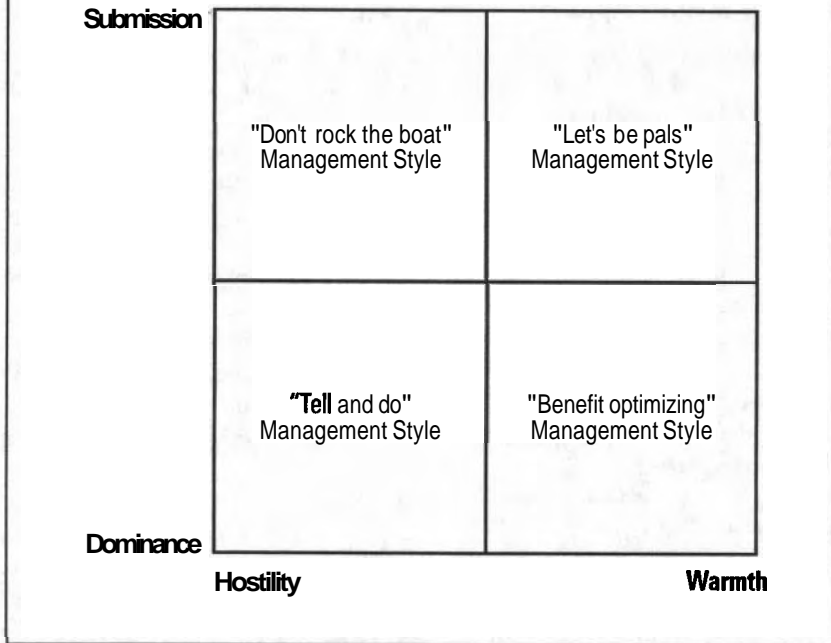 Submission
"Don't rock the boat"
Management Style
"Let's be pals"
Management Style
"Tell and do"
Management Style
"Benefit optimizing"
Management Style
Dominance
Hostility
Warmth